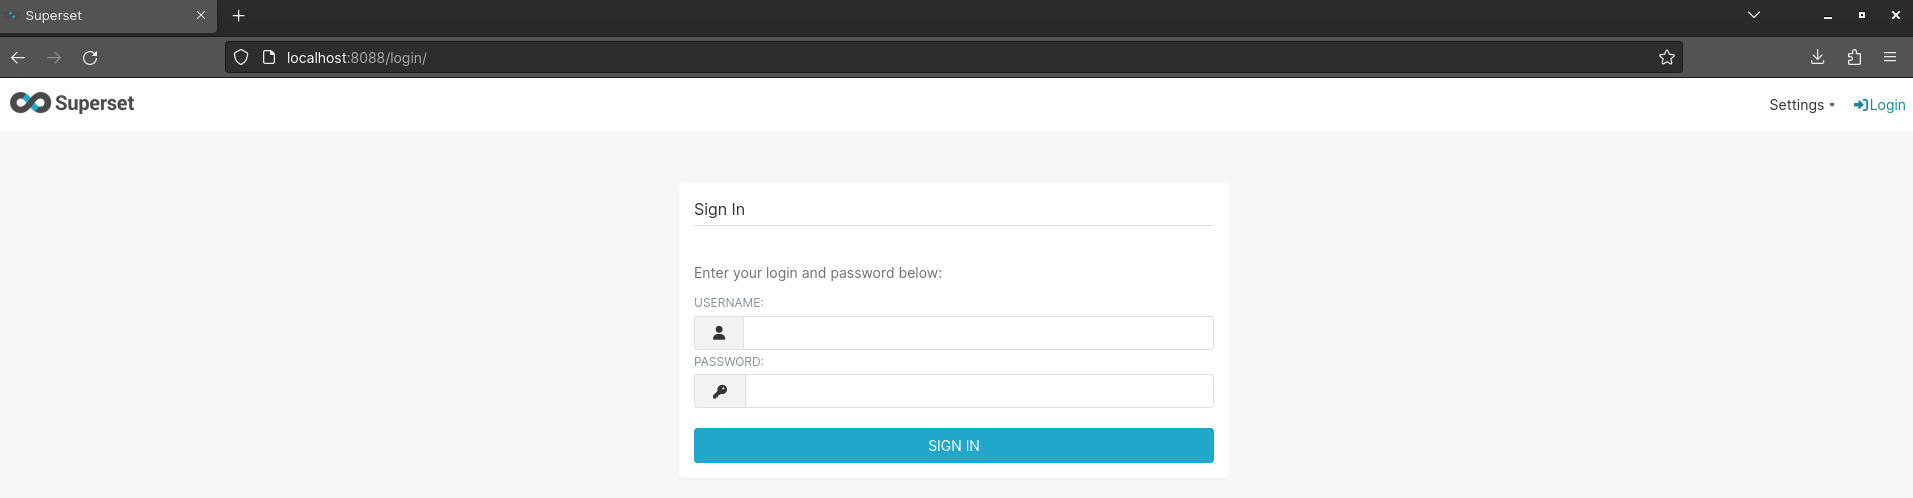 Superset
localhost:8088/login/
Superset
Settings
Login
Sign In
Enter your login and password below:
USERNAME:
PASSWORD:
SIGN IN